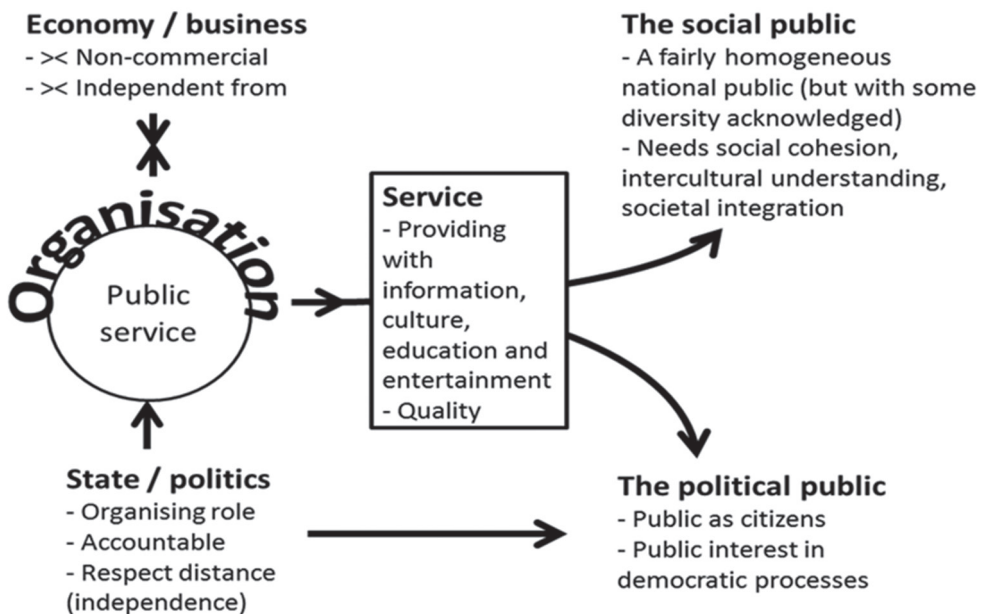 Economy / business
- >< Non-commercial
- >< Independent from
Organisation
Public
service
State / politics
- Organising role
- Accountable
- Respect distance
(independence)
Service
- Providing
with
information,
culture,
education and
entertainment
- Quality
The social public
- A fairly homogeneous
national public (but with some
diversity acknowledged)
- Needs social cohesion,
intercultural understanding,
societal integration
The political public
- Public as citizens
- Public interest in
democratic processes